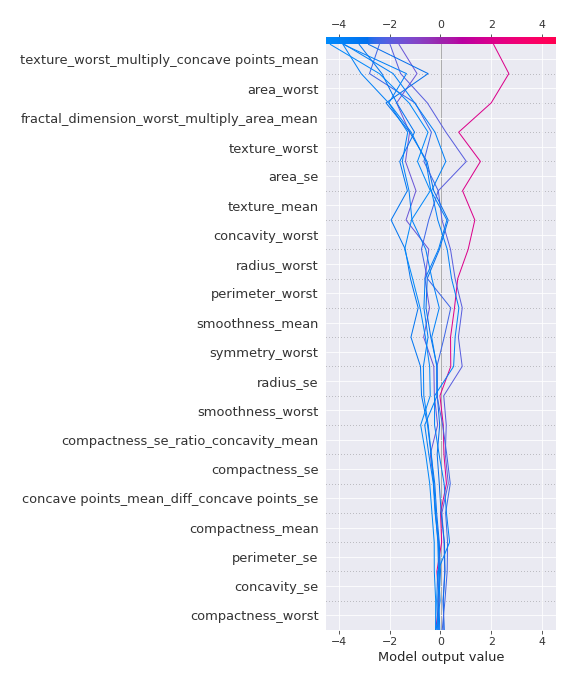 −4 −2 0 2 4
texture_worst_multiply_concave points_mean
area_worst
fractal_dimension_worst_multiply_area_mean
texture_worst
area_se
texture_mean
concavity_worst
radius_worst
perimeter_worst
smoothness_mean
symmetry_worst
radius_se
smoothness_worst
compactness_se_ratio_concavity_mean
compactness_se
concave points_mean_diff_concave points_se
compactness_mean
perimeter_se
concavity_se
compactness_worst
−4 −2 0 2 4
Model output value